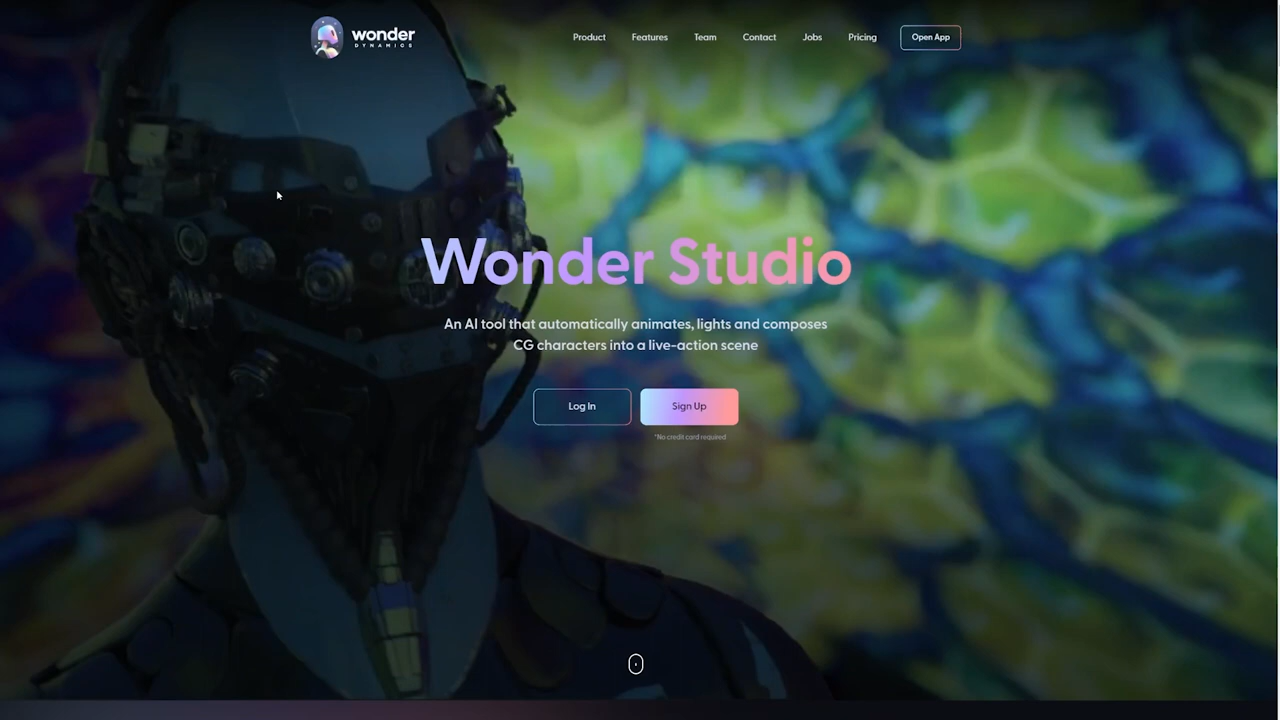 wonder
DYNAMICS
Product Features Team Contact Jobs Pricing Open App
Wonder Studio
An AI tool that automatically animates, lights and composes
CG characters into a live-action scene
Log In Sign Up
*No credit card required